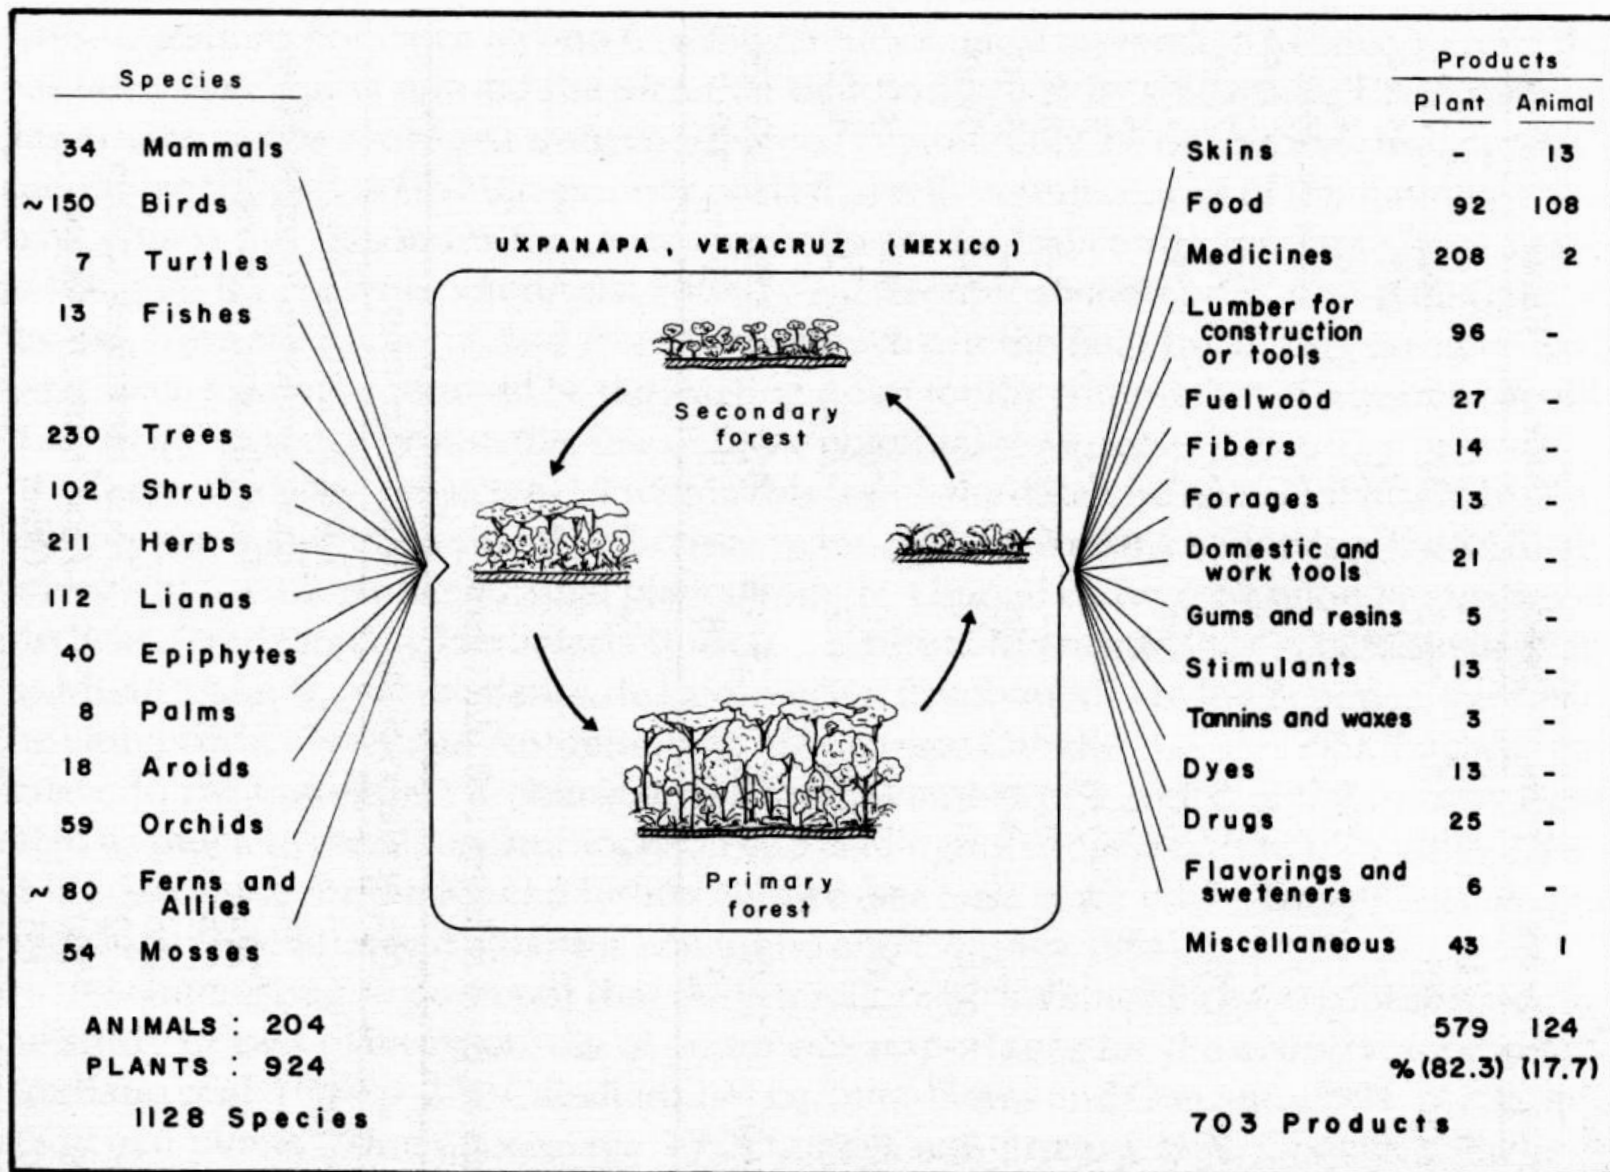 Species
34 Mammals
~150 Birds
7 Turtles
13 Fishes
230 Trees
102 Shrubs
211 Herbs
112 Lianas
40 Epiphytes
8 Palms
18 Aroids
59 Orchids
~80 Ferns and
Allies
54 Mosses
ANIMALS : 204
PLANTS : 924
1128 Species
UXPANAPA , VERACRUZ (MEXICO)
Secondary
forest
Primary
forest
Products
Plant Animal
Skins - 13
Food 92 108
Medicines 208 2
Lumber for
construction 96 -
or tools
Fuelwood 27 -
Fibers 14 -
Forages 13 -
Domestic and
work tools 21 -
Gums and resins 5 -
Stimulants 13 -
Tannins and waxes 3 -
Dyes 13 -
Drugs 25 -
Flavorings and
sweeteners 6 -
Miscellaneous 43 1
579 124
% (82.3) (17.7)
703 Products